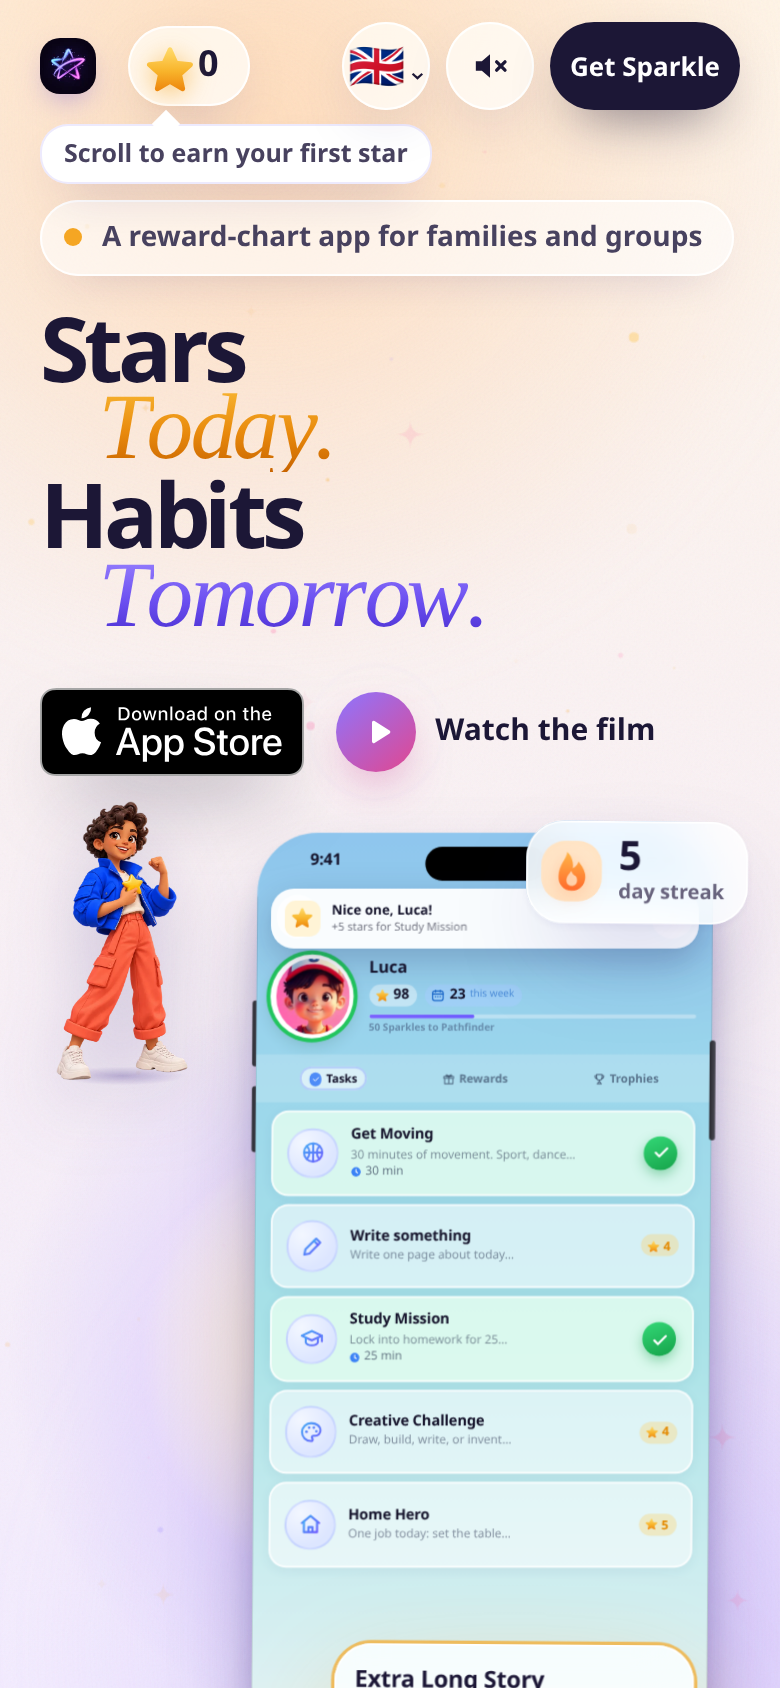 0
Get Sparkle
Scroll to earn your first star
A reward-chart app for families and groups
Stars
Today.
Habits
Tomorrow.
Download on the
App Store
Watch the film
9:41
5
day streak
Nice one, Luca!
+5 stars for Study Mission
Luca
98
23 this week
50 Sparkles to Pathfinder
Tasks
Rewards
Trophies
Get Moving
30 minutes of movement. Sport, dance...
30 min
Write something
Write one page about today...
4
Study Mission
Lock into homework for 25...
25 min
Creative Challenge
Draw, build, write, or invent...
4
Home Hero
One job today: set the table...
5
Extra Long Story